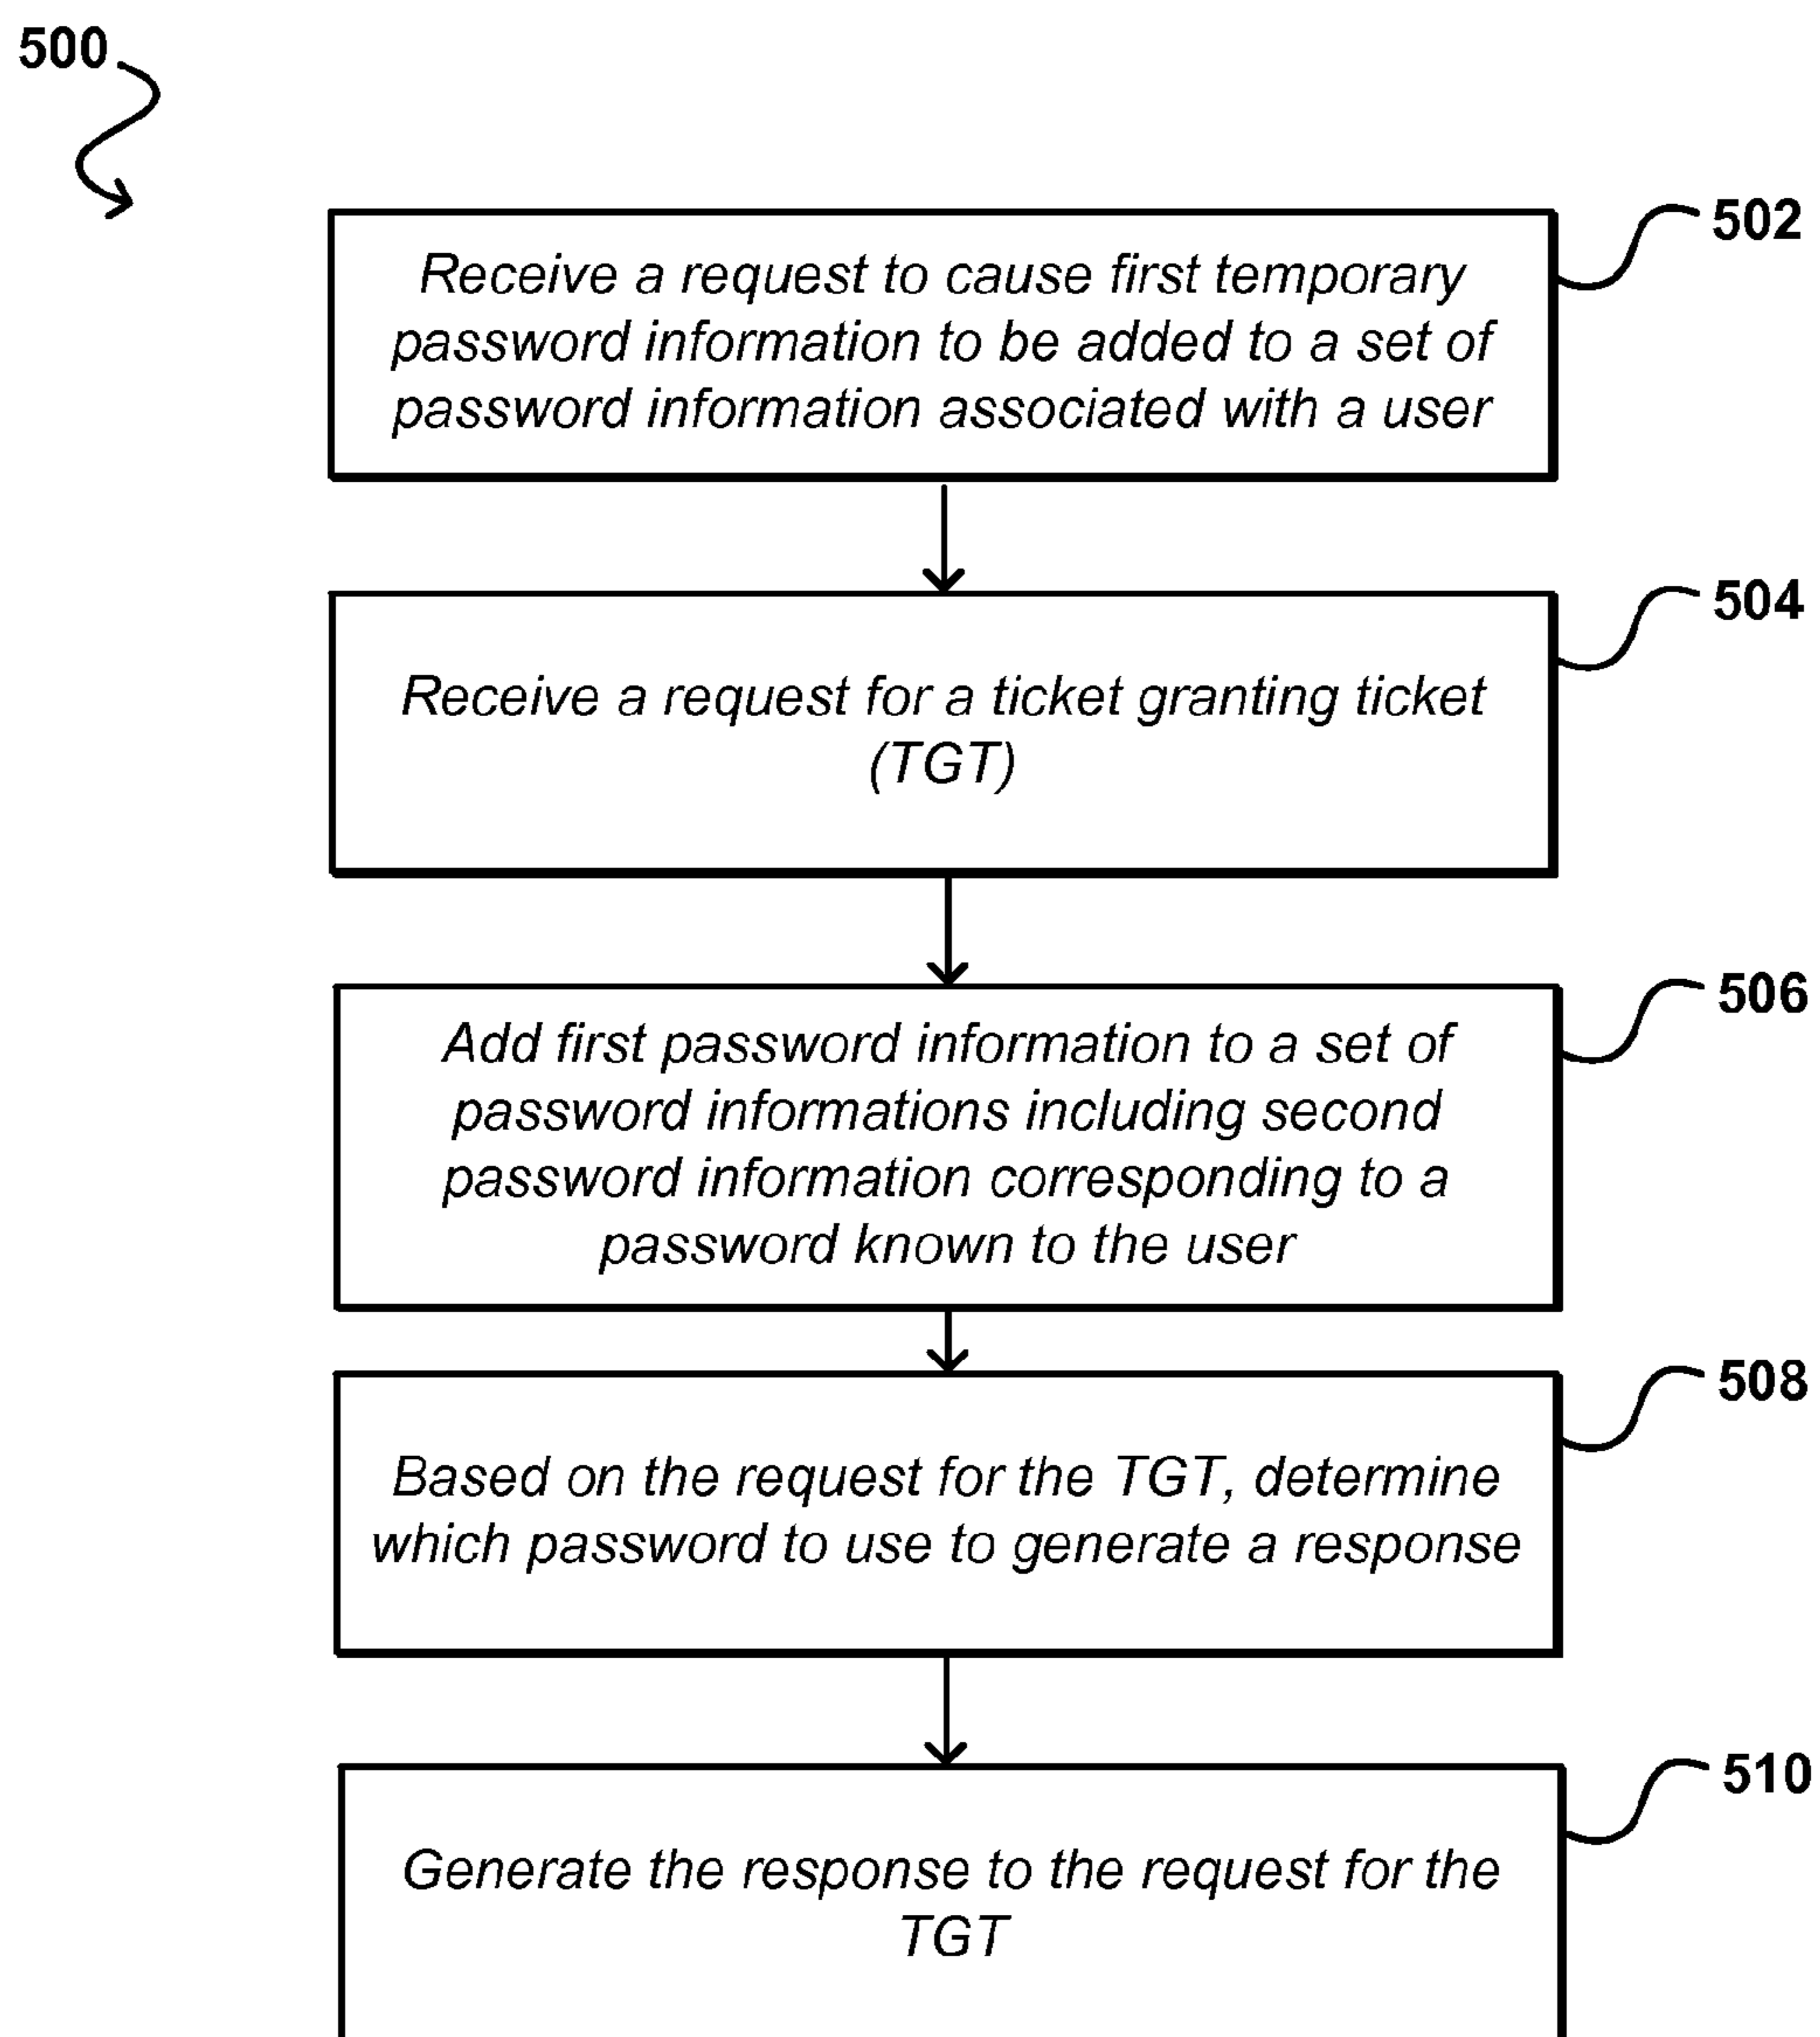 500
502
Receive a request to cause first temporary
password information to be added to a set of
password information associated with a user
504
Receive a request for a ticket granting ticket
(TGT)
506
Add first password information to a set of
password informations including second
password information corresponding to a
password known to the user
508
Based on the request for the TGT, determine
which password to use to generate a response
510
Generate the response to the request for the
TGT